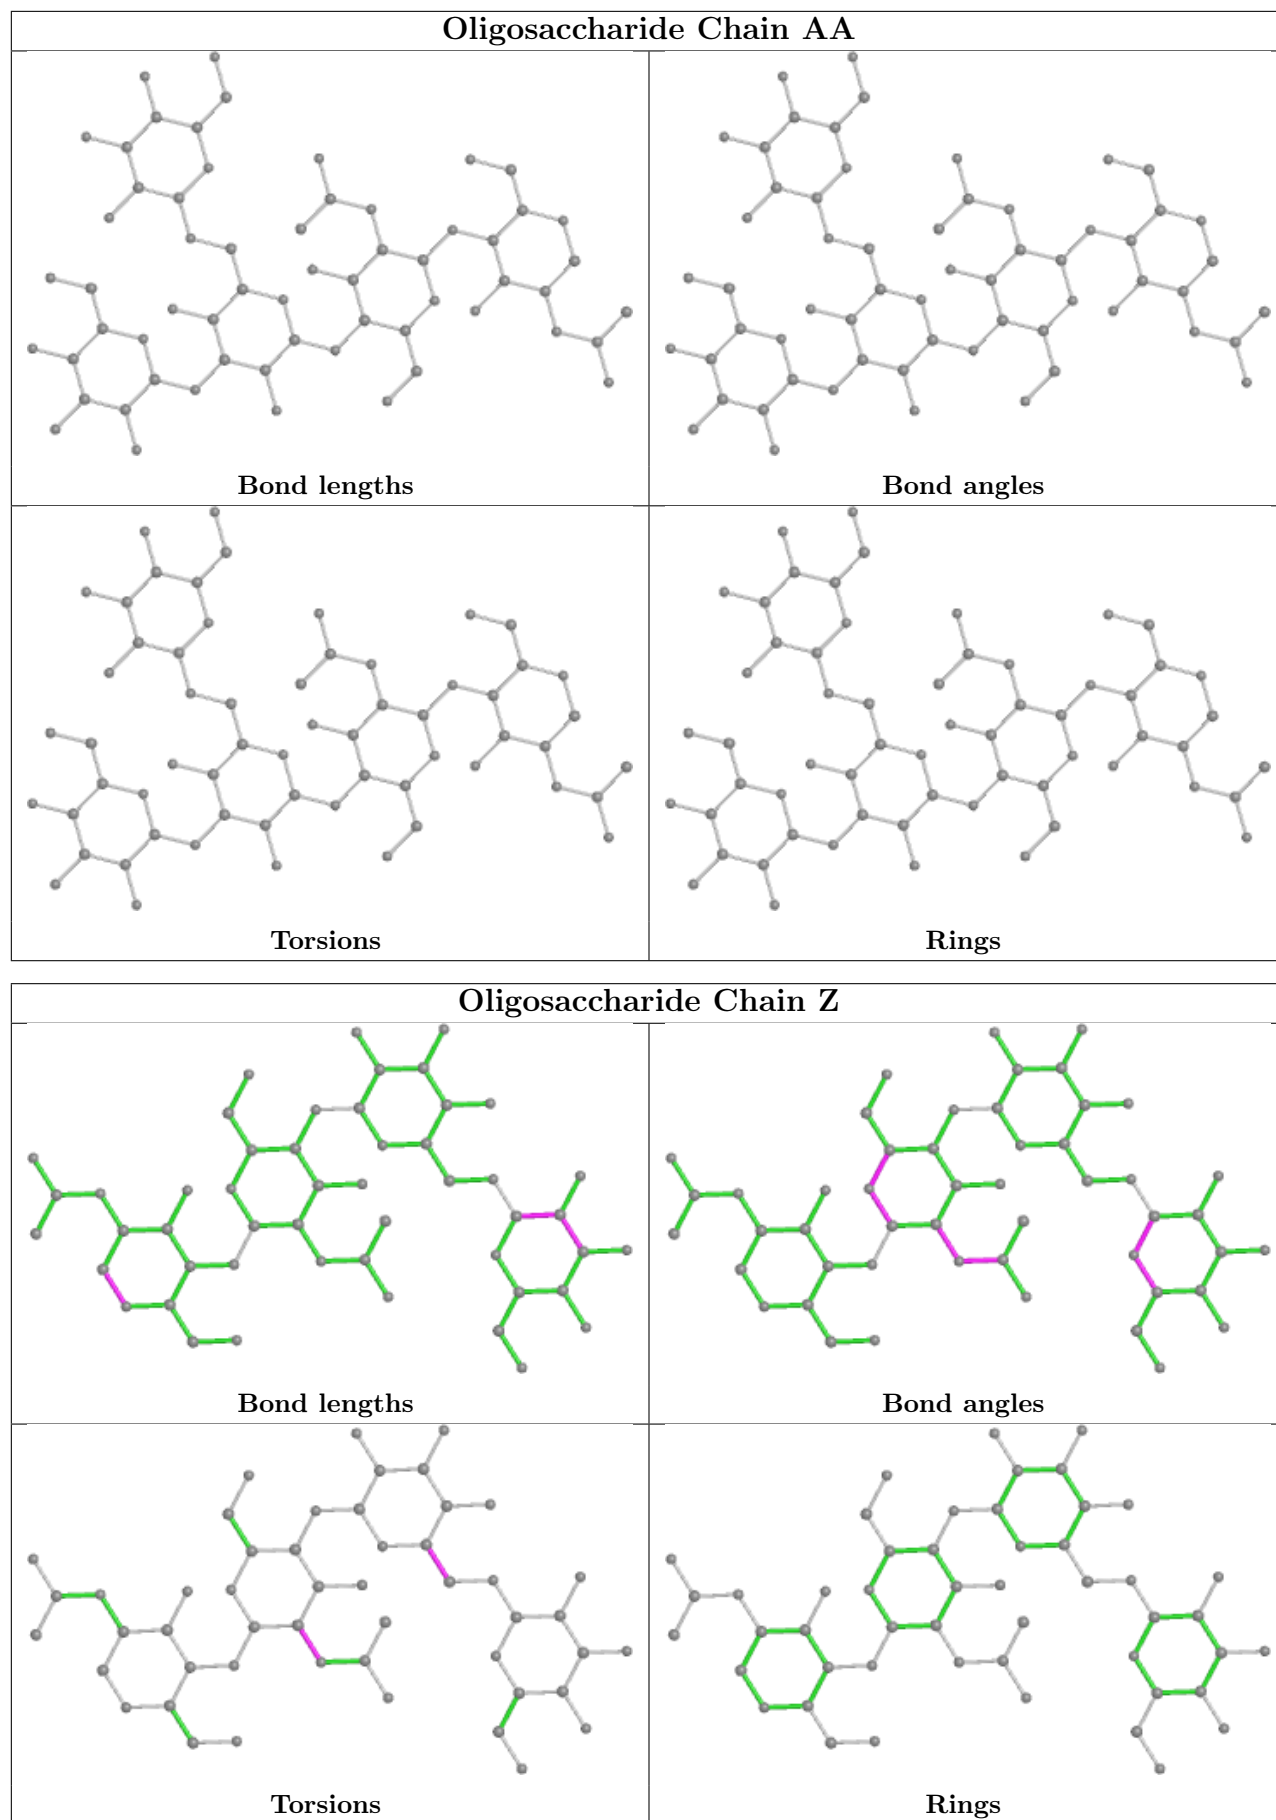 Oligosaccharide Chain AA
Bond lengths
Bond angles
Torsions
Rings
Oligosaccharide Chain Z
Bond lengths
Bond angles
Torsions
Rings